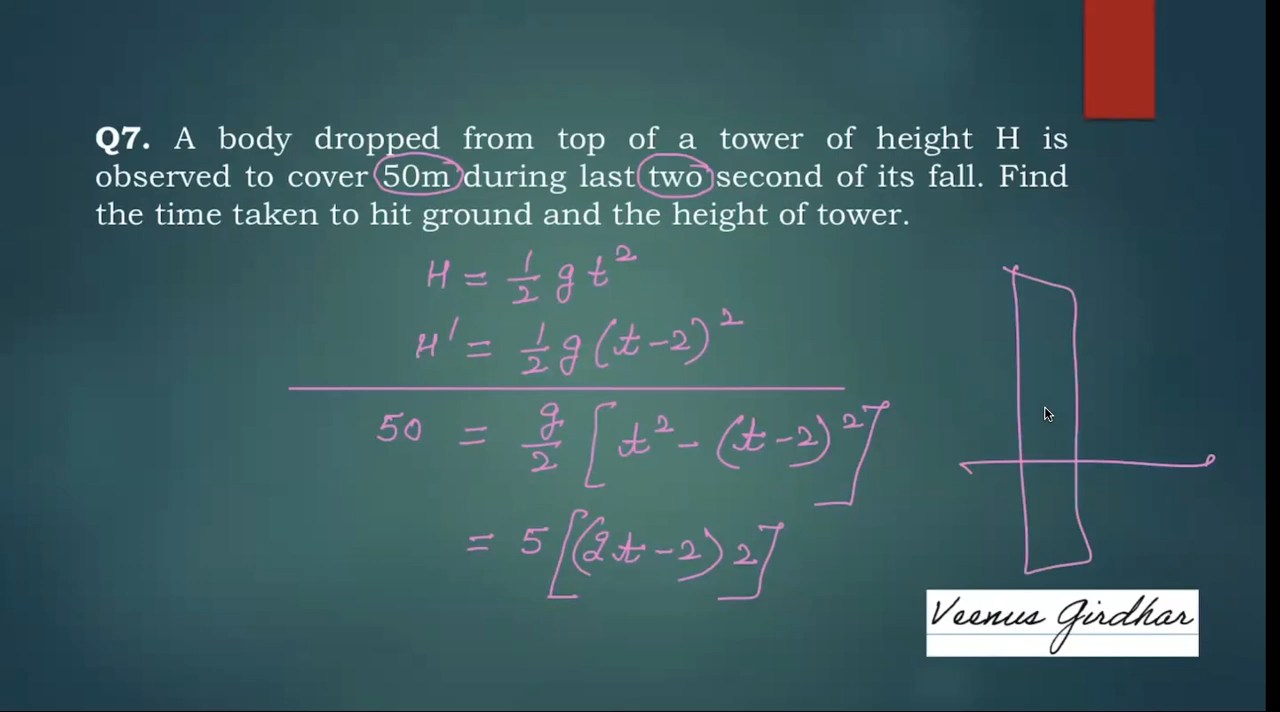 Q7. A body dropped from top of a tower of height H is
observed to cover 50m during last two second of its fall. Find
the time taken to hit ground and the height of tower.
H = 1/2 g t²
H' = 1/2 g (t-2)²
50 = g/2 [t² - (t-2)²]
= 5[(2t-2)2]
Veenus Girdhar